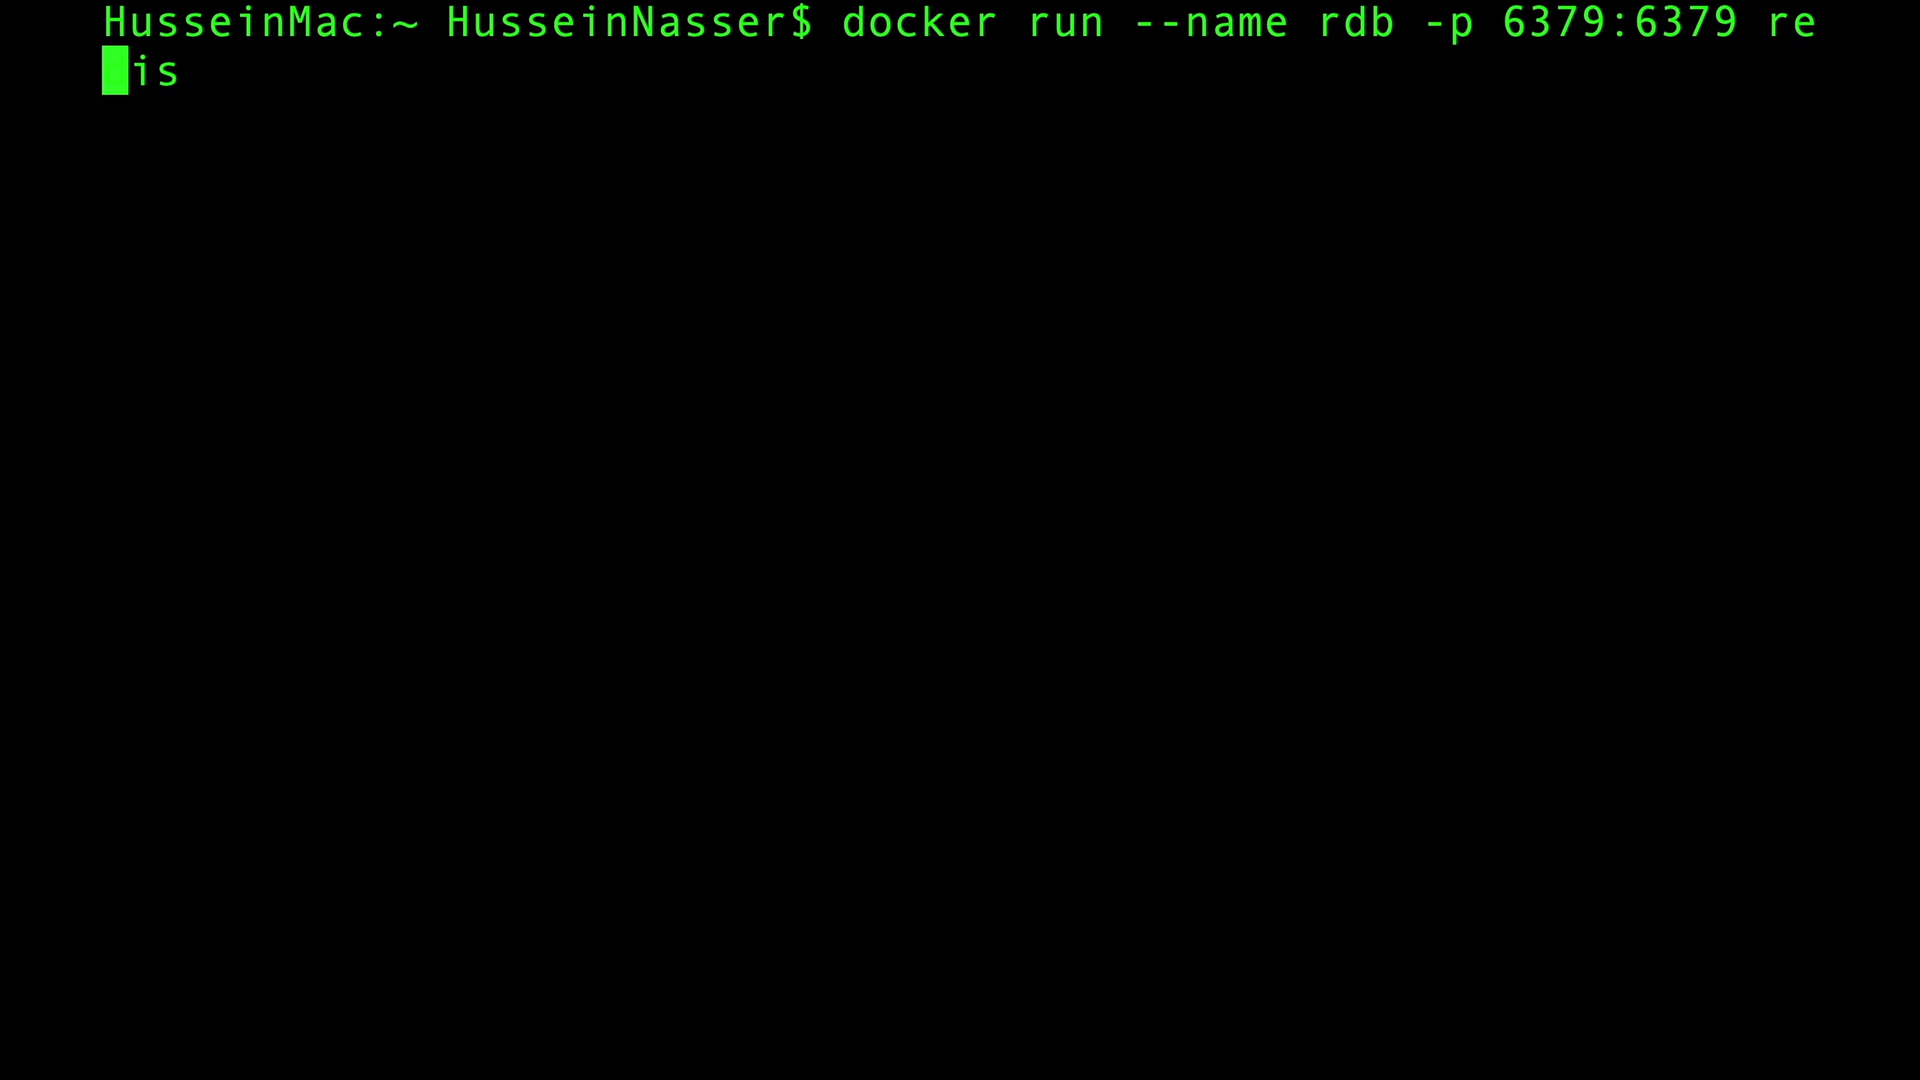 HusseinMac:~ HusseinNasser$ docker run --name rdb -p 6379:6379 re
is